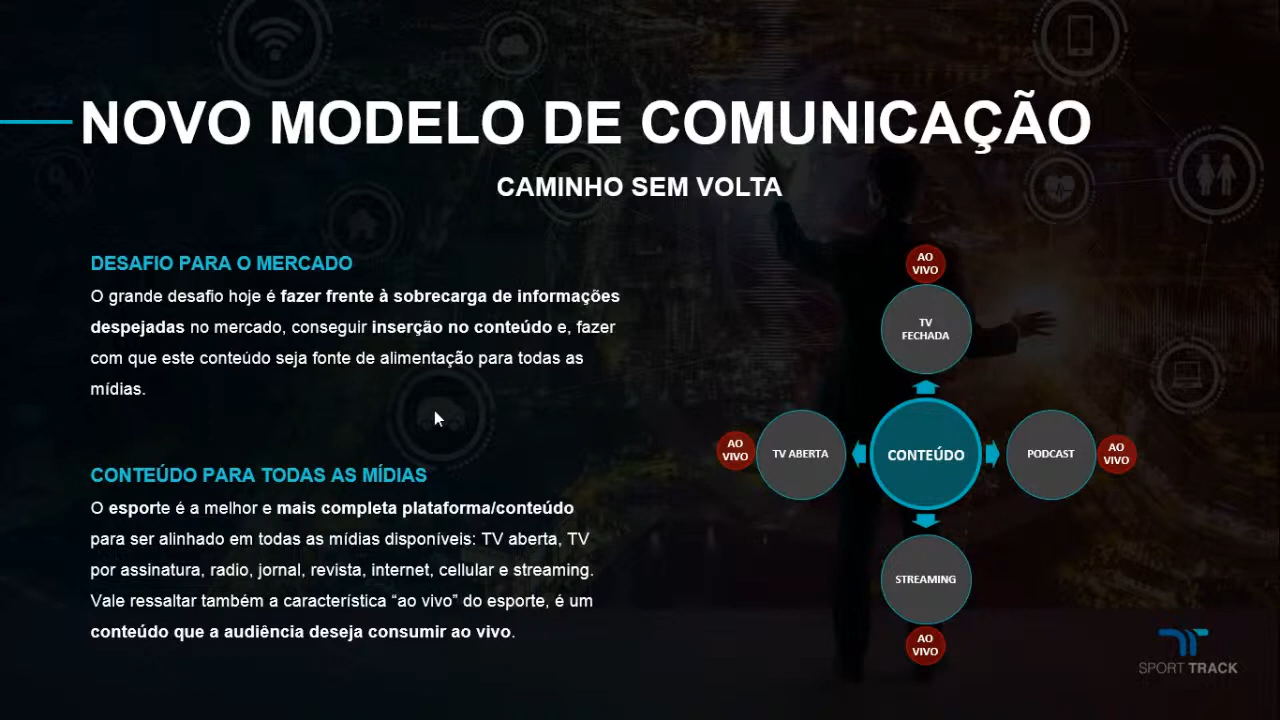 NOVO MODELO DE COMUNICAÇÃO
CAMINHO SEM VOLTA
DESAFIO PARA O MERCADO
O grande desafio hoje é fazer frente à sobrecarga de informações
despejadas no mercado, conseguir inserção no conteúdo e, fazer
com que este conteúdo seja fonte de alimentação para todas as
mídias.
CONTEÚDO PARA TODAS AS MÍDIAS
O esporte é a melhor e mais completa plataforma/conteúdo
para ser alinhado em todas as mídias disponíveis: TV aberta, TV
por assinatura, radio, jornal, revista, internet, cellular e streaming.
Vale ressaltar também a característica “ao vivo” do esporte, é um
conteúdo que a audiência deseja consumir ao vivo.
AO
VIVO
TV
FECHADA
AO
VIVO
TV ABERTA
CONTEÚDO
PODCAST
AO
VIVO
STREAMING
AO
VIVO
SPORT TRACK